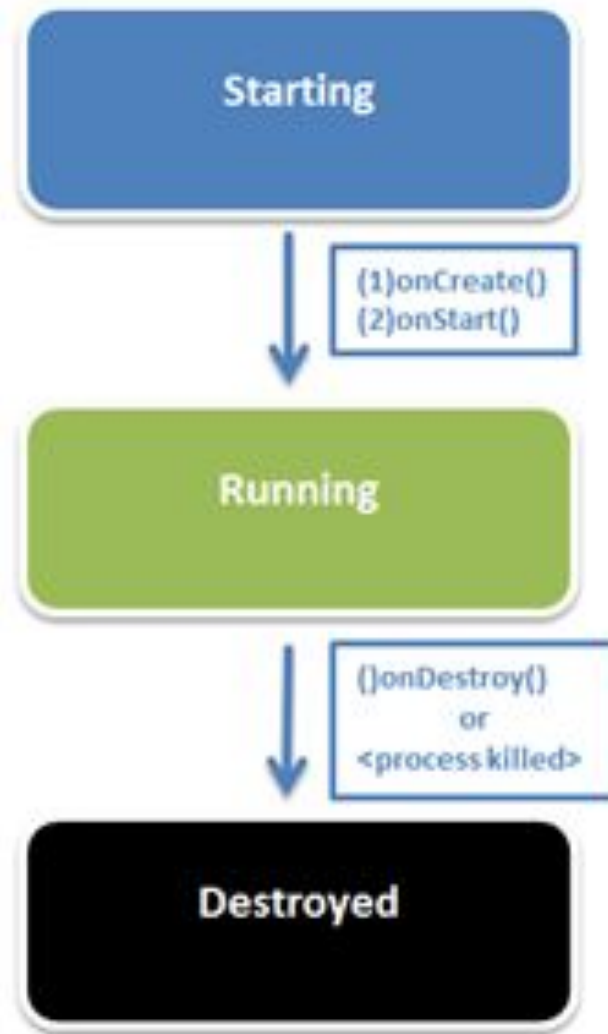 Starting
(1)onCreate()
(2)onStart()
Running
()onDestroy()
or
<process killed>
Destroyed